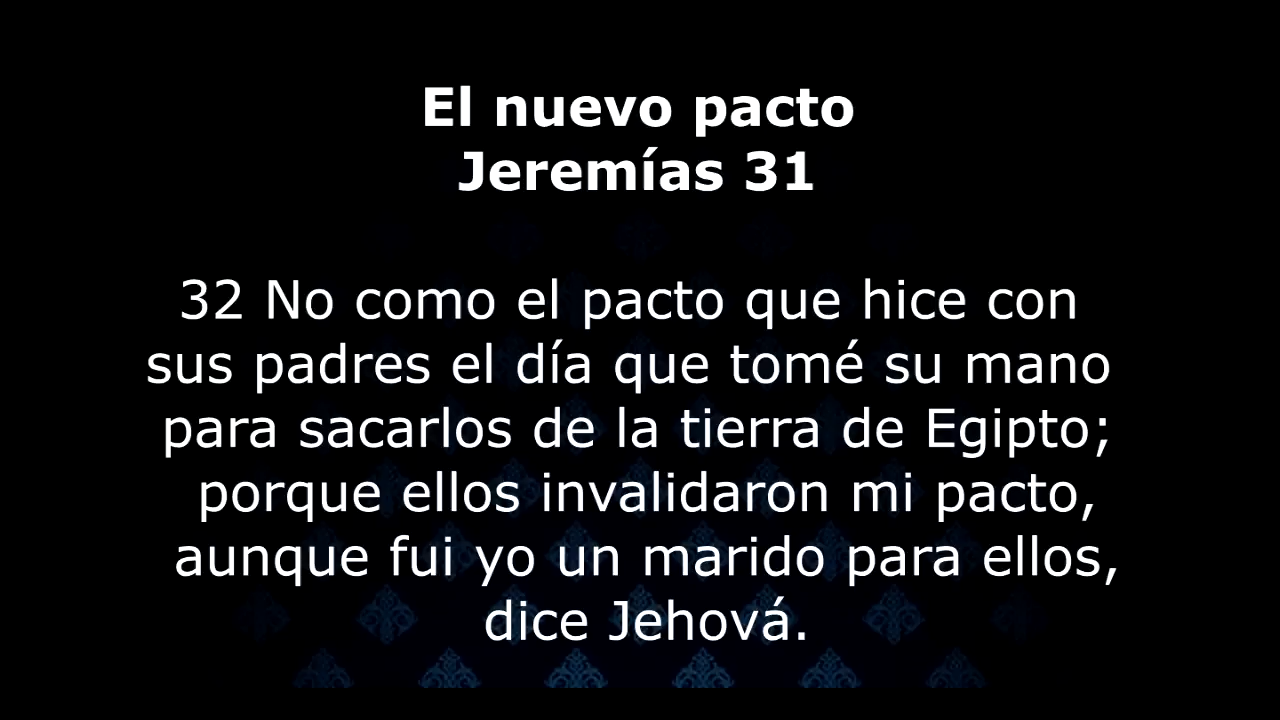 El nuevo pacto
Jeremías 31
32 No como el pacto que hice con
sus padres el día que tomé su mano
para sacarlos de la tierra de Egipto;
porque ellos invalidaron mi pacto,
aunque fui yo un marido para ellos,
dice Jehová.